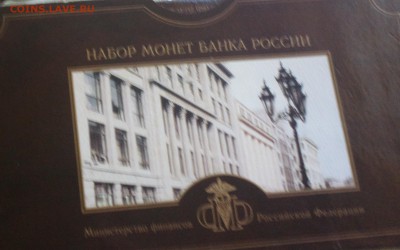 COINS.LAVE.RU
НАБОР МОНЕТ БАНКА РОССИИ
Министерство финансов Российской Федерации